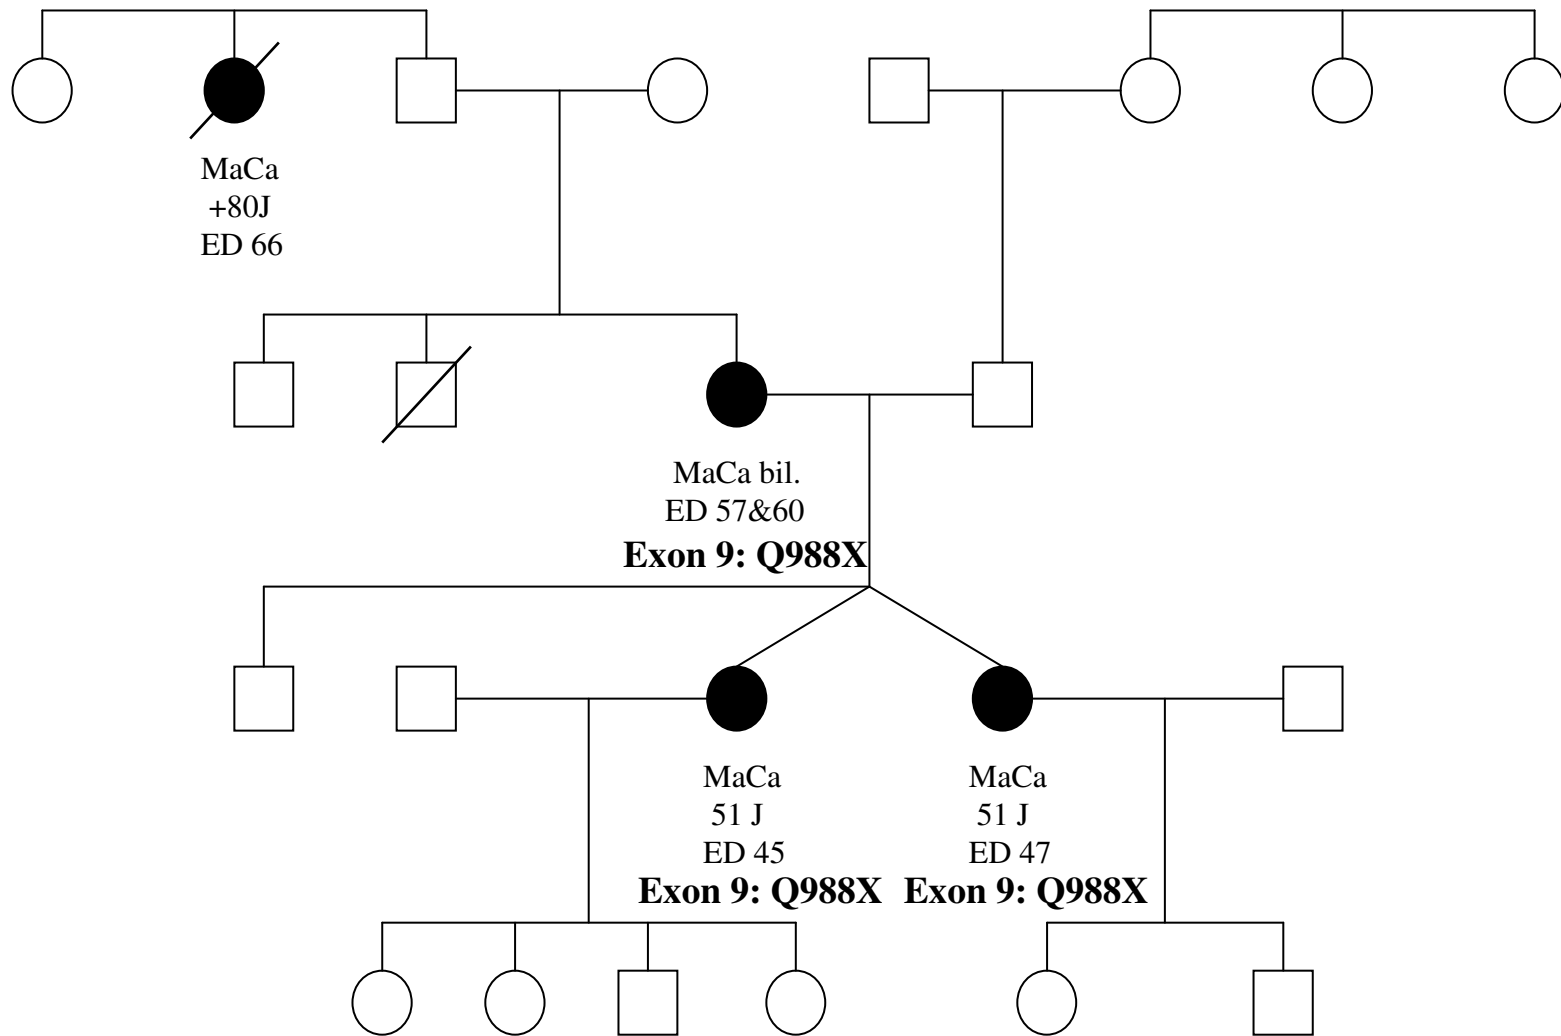 MaCa
+80J
ED 66
MaCa bil.
ED 57&60
Exon 9: Q988X
MaCa
51 J
ED 45
Exon 9: Q988X
MaCa
51 J
ED 47
Exon 9: Q988X